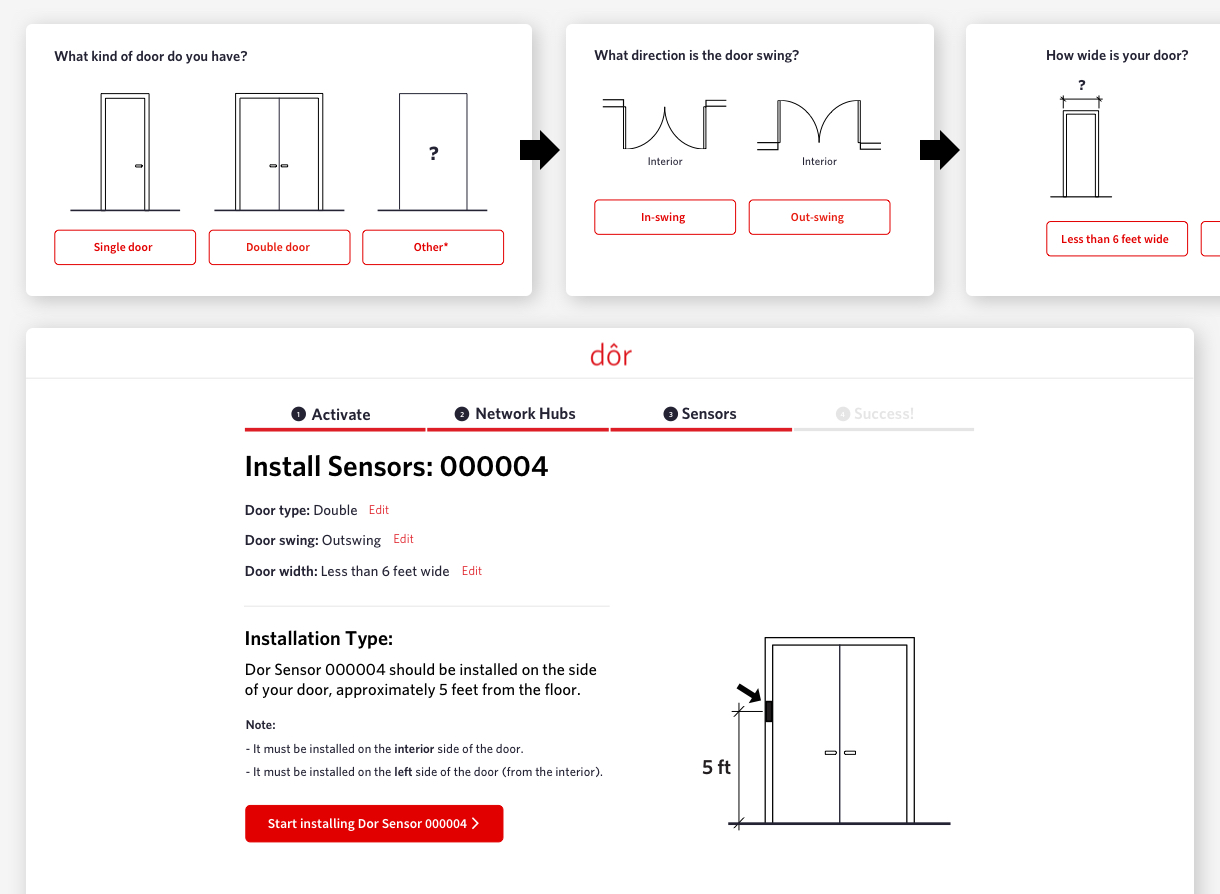 What kind of door do you have?
?
Single door
Double door
Other*
What direction is the door swing?
Interior
Interior
In-swing
Out-swing
How wide is your door?
?
Less than 6 feet wide
dôr
1 Activate
2 Network Hubs
3 Sensors
Success!
Install Sensors: 000004
Door type: Double Edit
Door swing: Outswing Edit
Door width: Less than 6 feet wide Edit
Installation Type:
Dor Sensor 000004 should be installed on the side
of your door, approximately 5 feet from the floor.
Note:
- It must be installed on the interior side of the door.
- It must be installed on the left side of the door (from the interior).
Start installing Dor Sensor 000004
5 ft